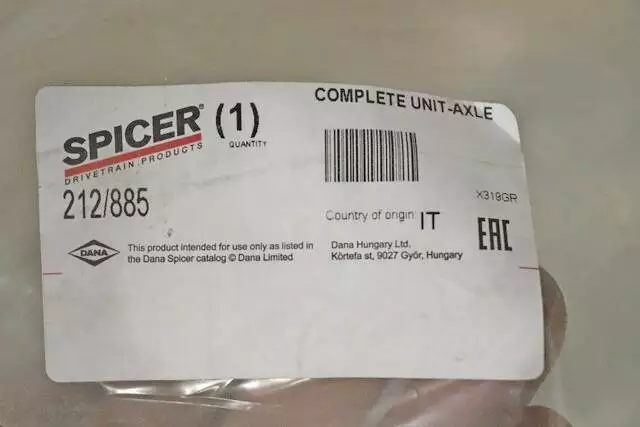 COMPLETE UNIT-AXLE
SPICER® (1)
DRIVETRAIN PRODUCTS
QUANTITY
212/885
X319GR
Country of origin IT
EAC
DANA
This product intended for use only as listed in
the Dana Spicer catalog © Dana Limited
Dana Hungary Ltd.
Körtefa st, 9027 Győr, Hungary